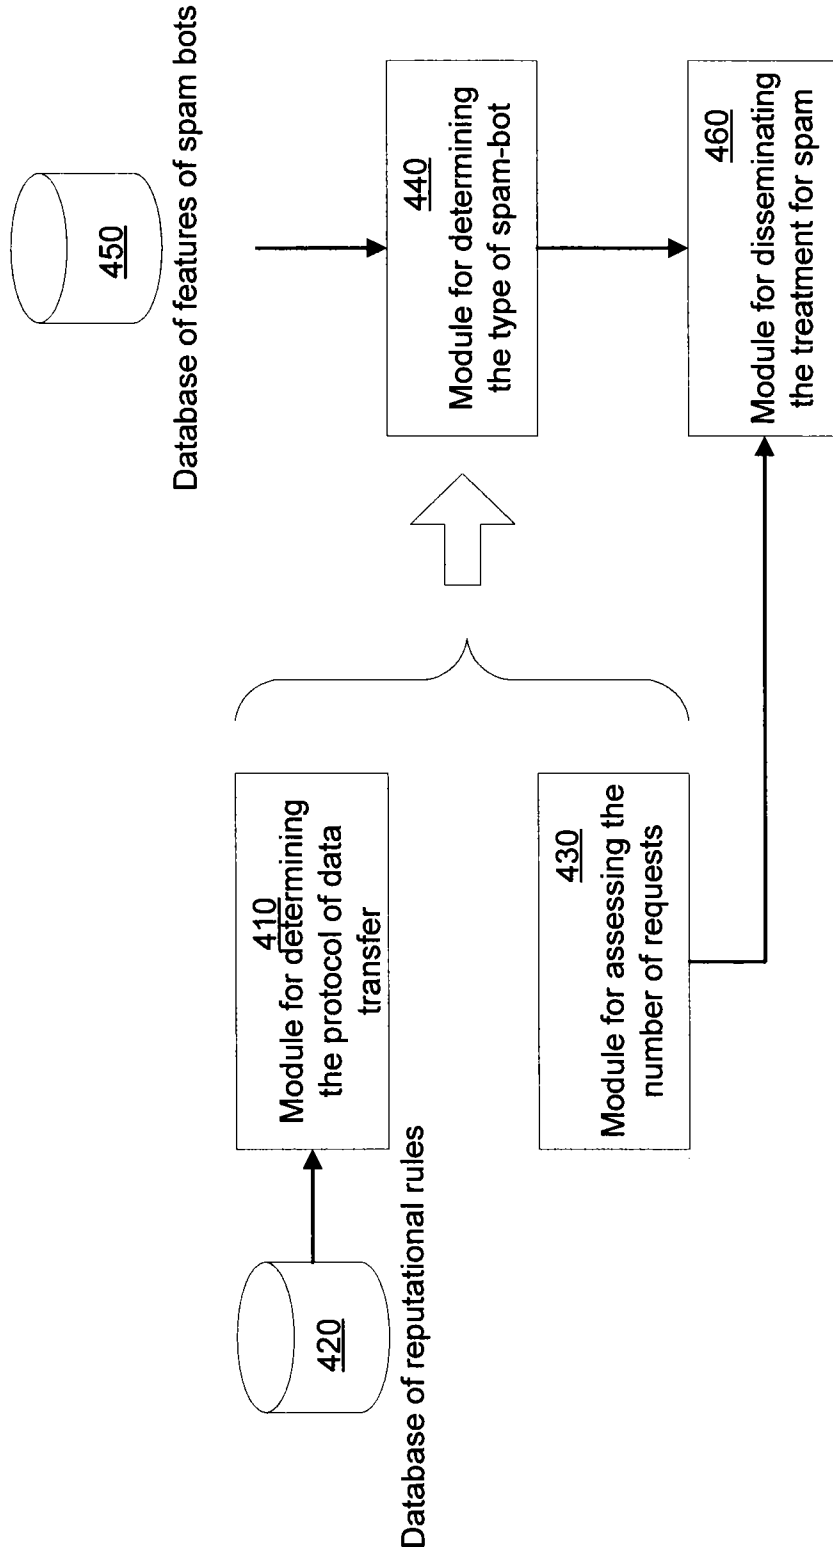 450
Database of features of spam bots
440
Module for determining
the type of spam-bot
460
Module for disseminating
the treatment for spam
410
Module for determining
the protocol of data
transfer
430
Module for assessing the
number of requests
420
Database of reputational rules